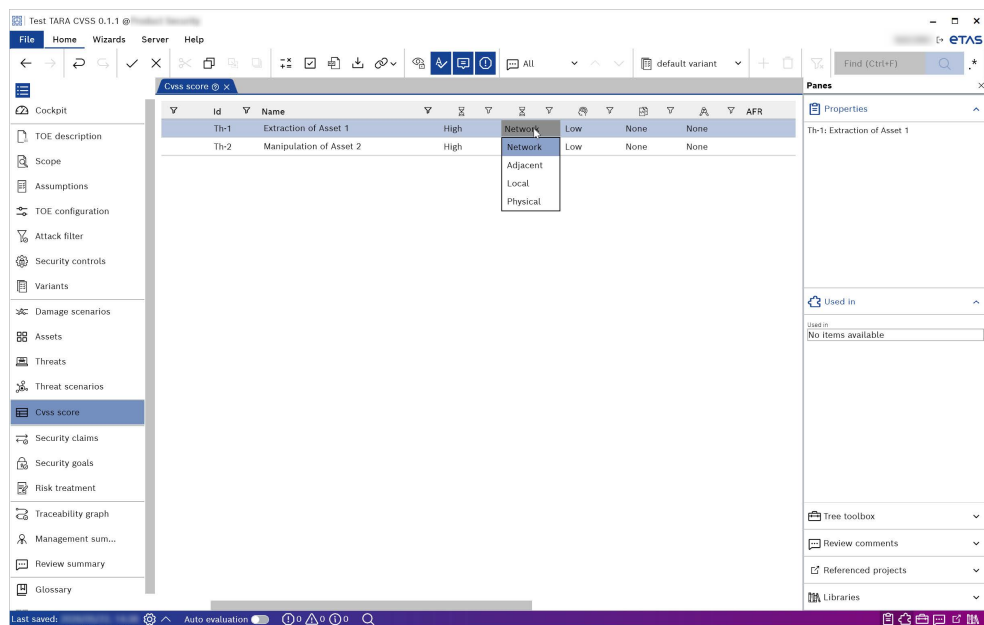 Test TARA CVSS 0.1.1 @
File Home Wizards Server Help
ETAS
All
default variant
Find (Ctrl+F)
.*
Cvss score
Panes
Cockpit
TOE description
Scope
Assumptions
TOE configuration
Attack filter
Security controls
Variants
Damage scenarios
Assets
Threats
Threat scenarios
Cvss score
Security claims
Security goals
Risk treatment
Traceability graph
Management sum...
Review summary
Glossary
Id Name AFR
Th-1 Extraction of Asset 1 High Network Low None None
Th-2 Manipulation of Asset 2 High Network Low None None
Adjacent
Local
Physical
Properties
Th-1: Extraction of Asset 1
Used in
Used in
No items available
Tree toolbox
Review comments
Referenced projects
Libraries
Last saved:
Auto evaluation 0 0 0